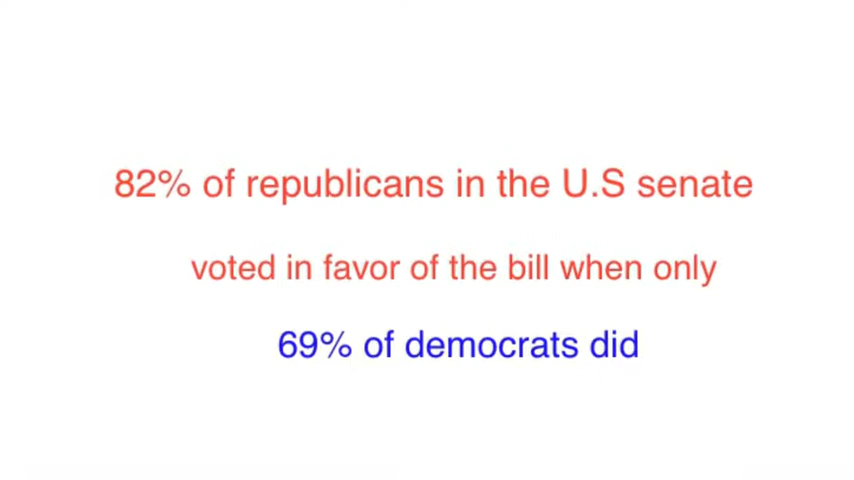 82% of republicans in the U.S senate
voted in favor of the bill when only
69% of democrats did